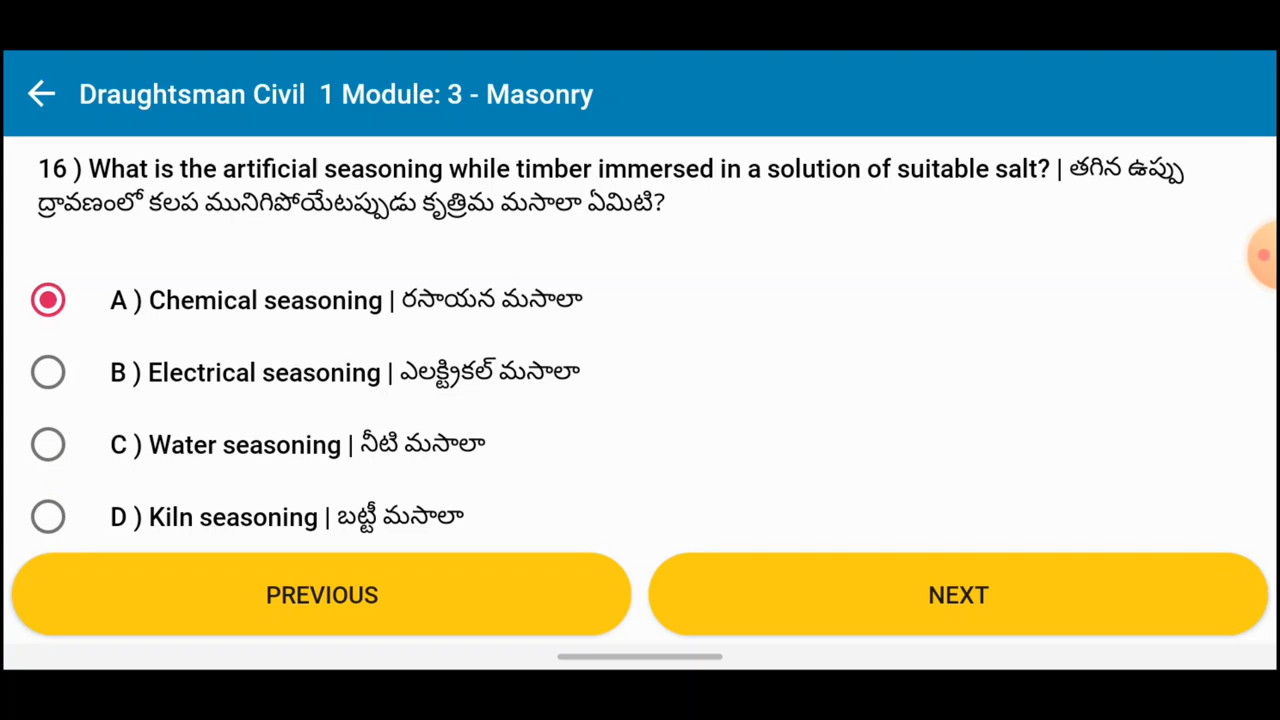 Draughtsman Civil 1 Module: 3 - Masonry
16 ) What is the artificial seasoning while timber immersed in a solution of suitable salt? | తగిన ఉప్పు
ద్రావణంలో కలప మునిగిపోయేటప్పుడు కృత్రిమ మసాలా ఏమిటి?
A ) Chemical seasoning | రసాయన మసాలా
B ) Electrical seasoning | ఎలక్ట్రికల్ మసాలా
C ) Water seasoning | నీటి మసాలా
D ) Kiln seasoning | బట్టీ మసాలా
PREVIOUS
NEXT